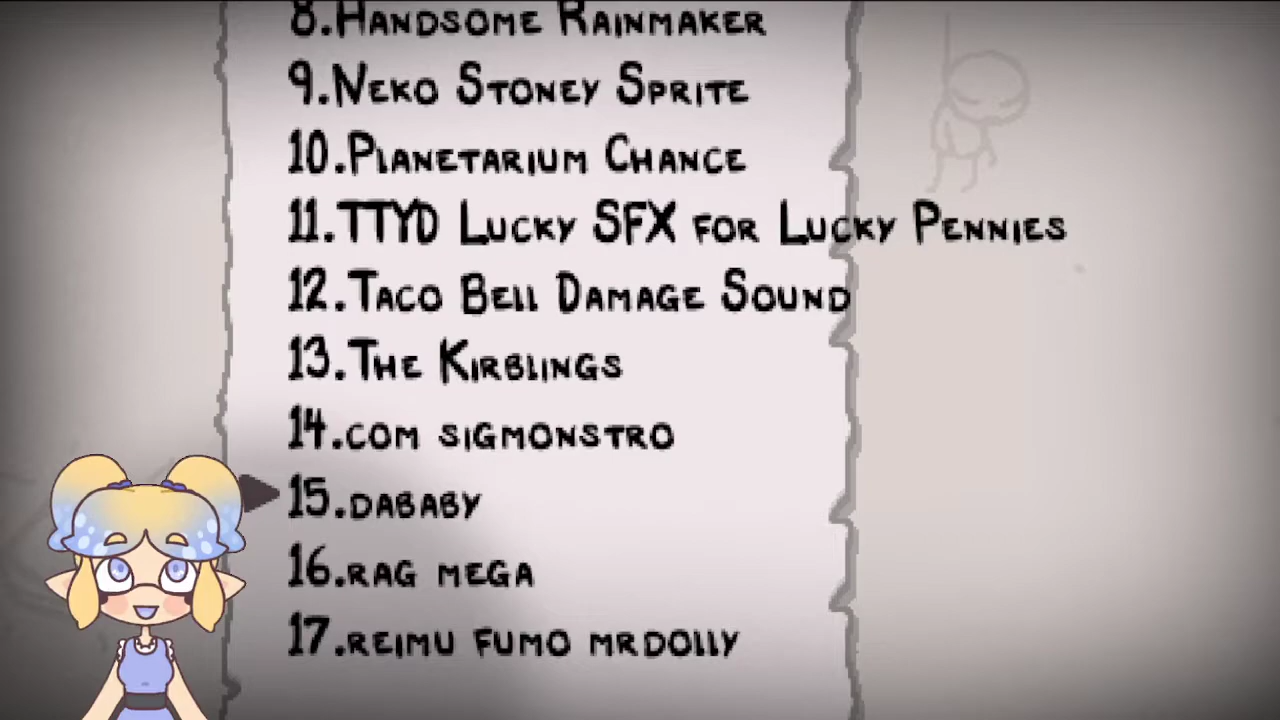 8.Handsome Rainmaker
9.Neko Stoney Sprite
10.Planetarium Chance
11.TTYD Lucky SFX for Lucky Pennies
12.Taco Bell Damage Sound
13.The Kirblings
14.com sigmonstro
15.dababy
16.rag mega
17.reimu fumo mrdolly